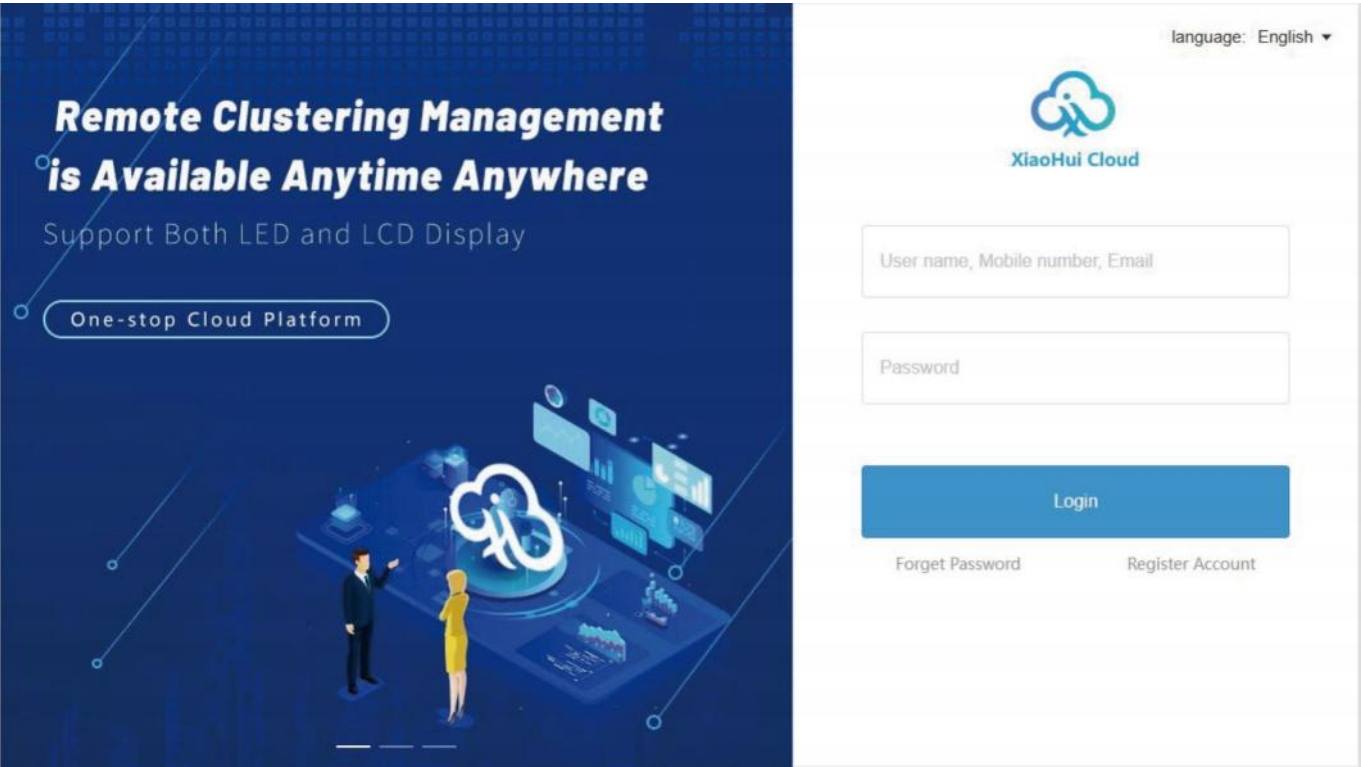 Remote Clustering Management
is Available Anytime Anywhere
Support Both LED and LCD Display
One-stop Cloud Platform
language: English
XiaoHui Cloud
User name, Mobile number, Email
Password
Login
Forget Password
Register Account